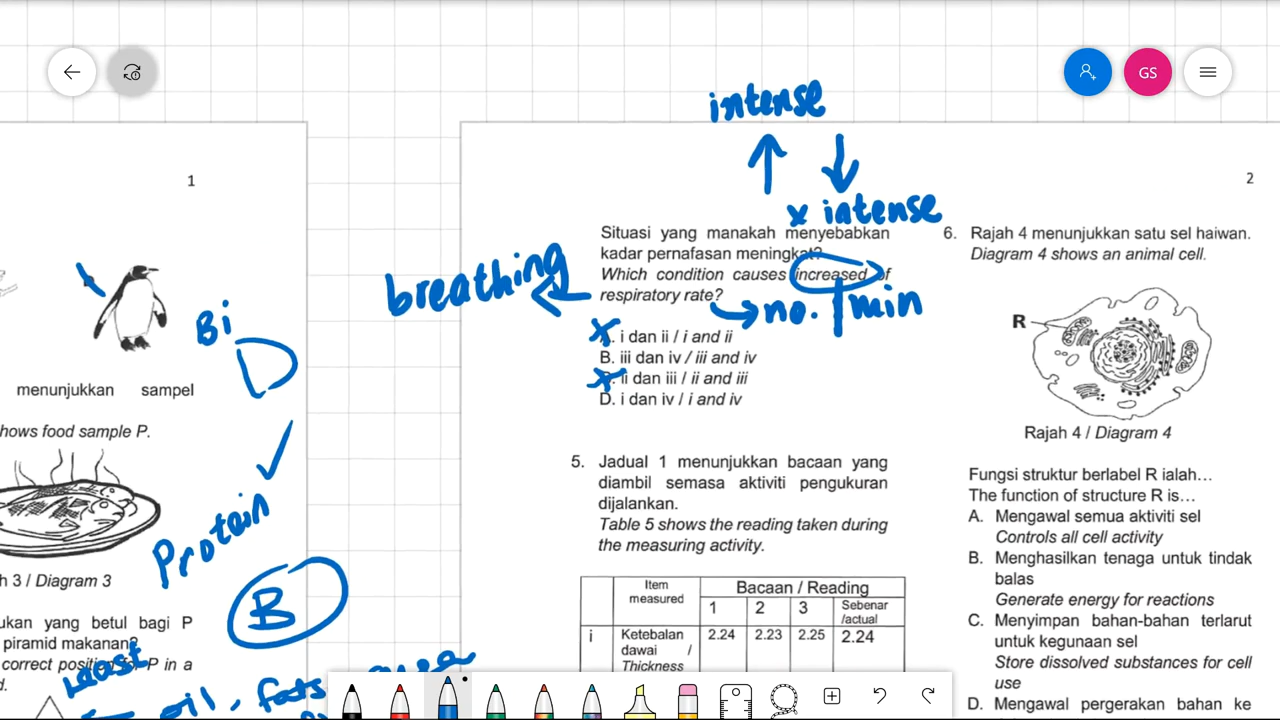 GS
intense
x intense
1
Bi
D
menunjukkan sampel
hows food sample P.
Protein
h 3 / Diagram 3
B
ukan yang betul bagi P
piramid makanan?
correct position for P in a
d.
Least
oil, fats
2
Situasi yang manakah menyebabkan
kadar pernafasan meningkat?
Which condition causes increased of
respiratory rate?
breathing
no. / min
A. i dan ii / i and ii
B. iii dan iv / iii and iv
C. ii dan iii / ii and iii
D. i dan iv / i and iv
5. Jadual 1 menunjukkan bacaan yang
diambil semasa aktiviti pengukuran
dijalankan.
Table 5 shows the reading taken during
the measuring activity.
Item measured
Bacaan / Reading
1 2 3 Sebenar /actual
i Ketebalan dawai / Thickness 2.24 2.23 2.25 2.24
6. Rajah 4 menunjukkan satu sel haiwan.
Diagram 4 shows an animal cell.
R
Rajah 4 / Diagram 4
Fungsi struktur berlabel R ialah…
The function of structure R is…
A. Mengawal semua aktiviti sel
Controls all cell activity
B. Menghasilkan tenaga untuk tindak
balas
Generate energy for reactions
C. Menyimpan bahan-bahan terlarut
untuk kegunaan sel
Store dissolved substances for cell
use
D. Mengawal pergerakan bahan ke